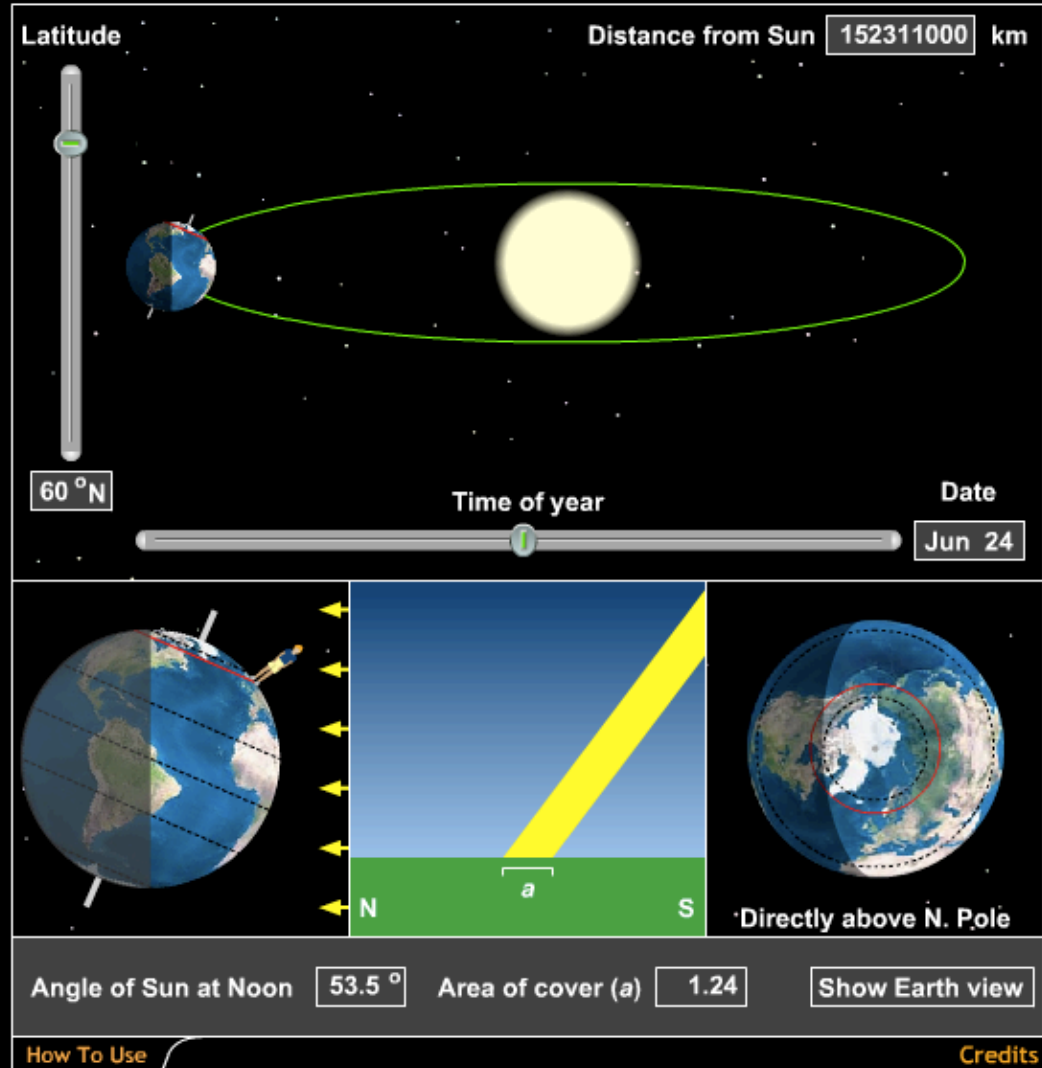 Latitude
Distance from Sun 152311000 km
60 °N
Time of year
Date
Jun 24
a
N S
Directly above N. Pole
Angle of Sun at Noon 53.5 ° Area of cover (a) 1.24 Show Earth view
How To Use Credits